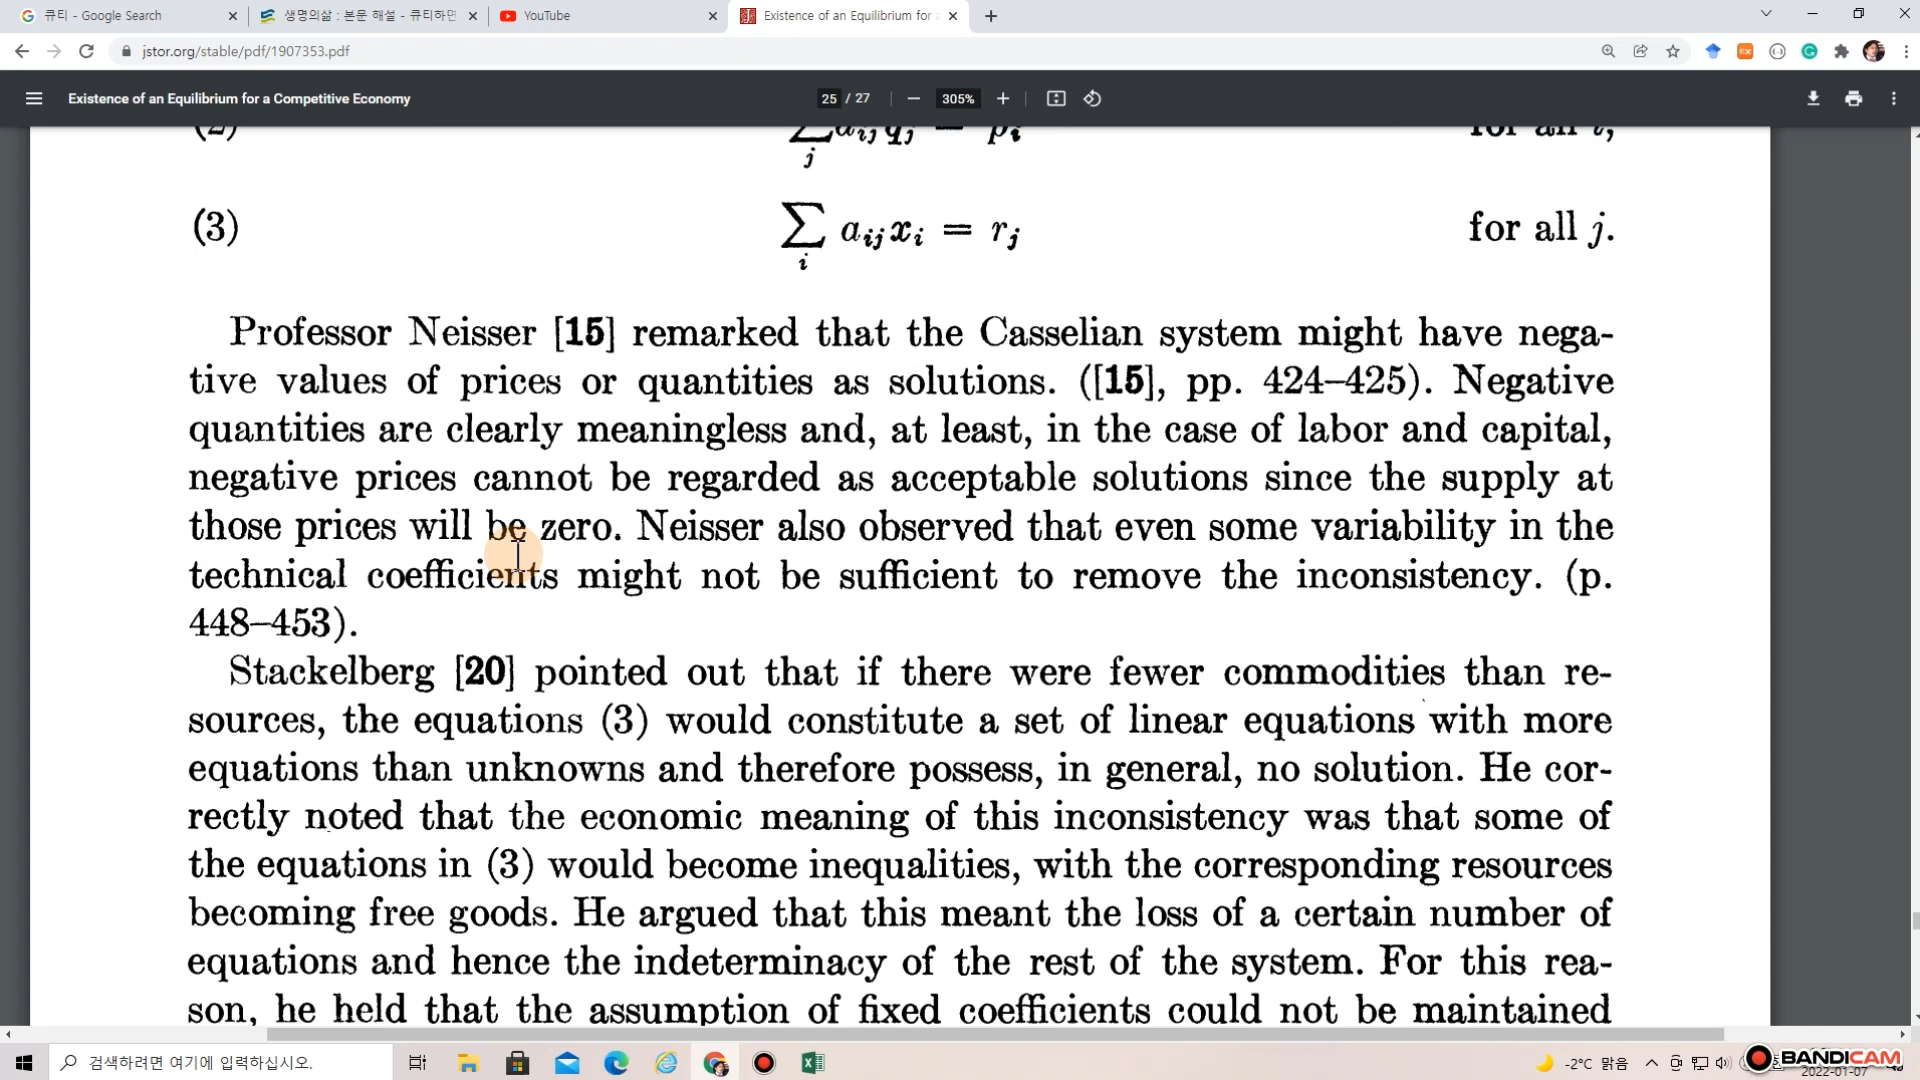 큐티 - Google Search
생명의삶 : 본문 해설 - 큐티하면
YouTube
Existence of an Equilibrium for a
jstor.org/stable/pdf/1907353.pdf
Existence of an Equilibrium for a Competitive Economy
25 / 27
305%
(2) ∑j aij qj = pi for all i,
(3) ∑i aij xi = rj for all j.
Professor Neisser [15] remarked that the Casselian system might have nega-
tive values of prices or quantities as solutions. ([15], pp. 424–425). Negative
quantities are clearly meaningless and, at least, in the case of labor and capital,
negative prices cannot be regarded as acceptable solutions since the supply at
those prices will be zero. Neisser also observed that even some variability in the
technical coefficients might not be sufficient to remove the inconsistency. (p.
448–453).
Stackelberg [20] pointed out that if there were fewer commodities than re-
sources, the equations (3) would constitute a set of linear equations with more
equations than unknowns and therefore possess, in general, no solution. He cor-
rectly noted that the economic meaning of this inconsistency was that some of
the equations in (3) would become inequalities, with the corresponding resources
becoming free goods. He argued that this meant the loss of a certain number of
equations and hence the indeterminacy of the rest of the system. For this rea-
son, he held that the assumption of fixed coefficients could not be maintained
검색하려면 여기에 입력하십시오.
-2°C 맑음
BANDICAM
2022-01-07